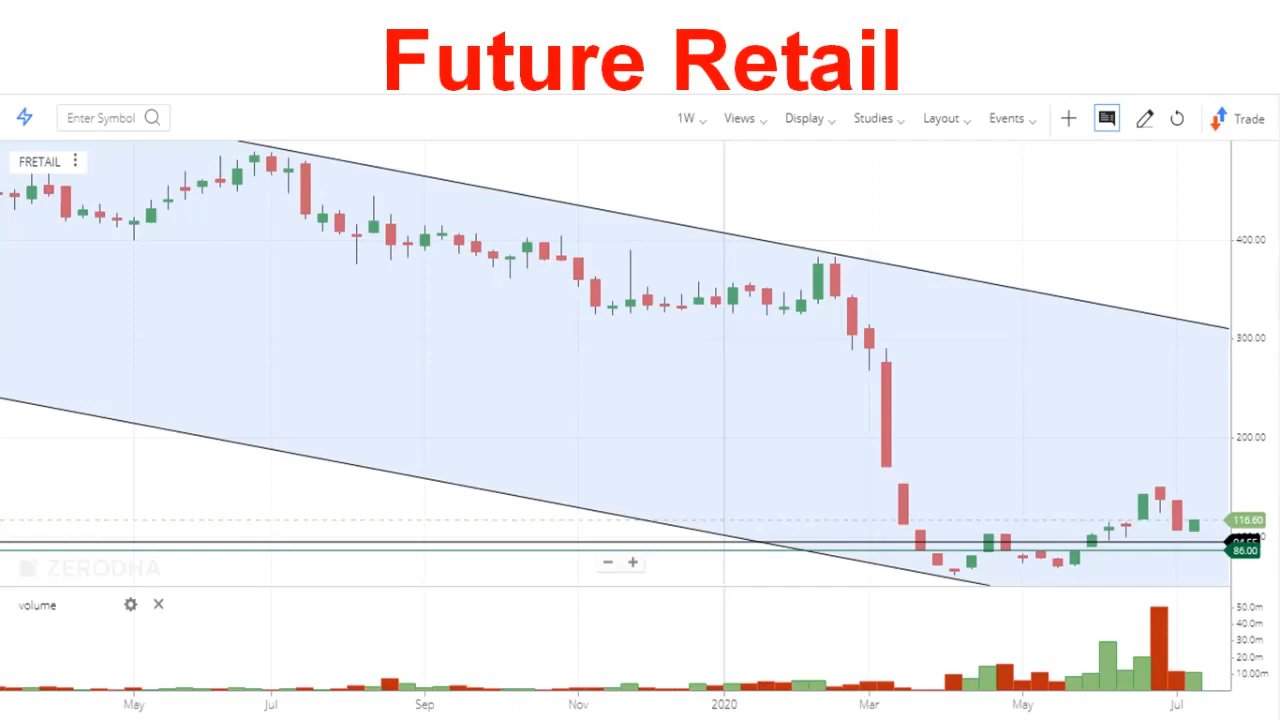 Future Retail
Enter Symbol 1W Views Display Studies Layout Events Trade
FRETAIL
400.00
300.00
200.00
116.60
94.55
86.00
ZERODHA
volume
50.0m
40.0m
30.0m
20.0m
10.00m
May Jul Sep Nov 2020 Mar May Jul